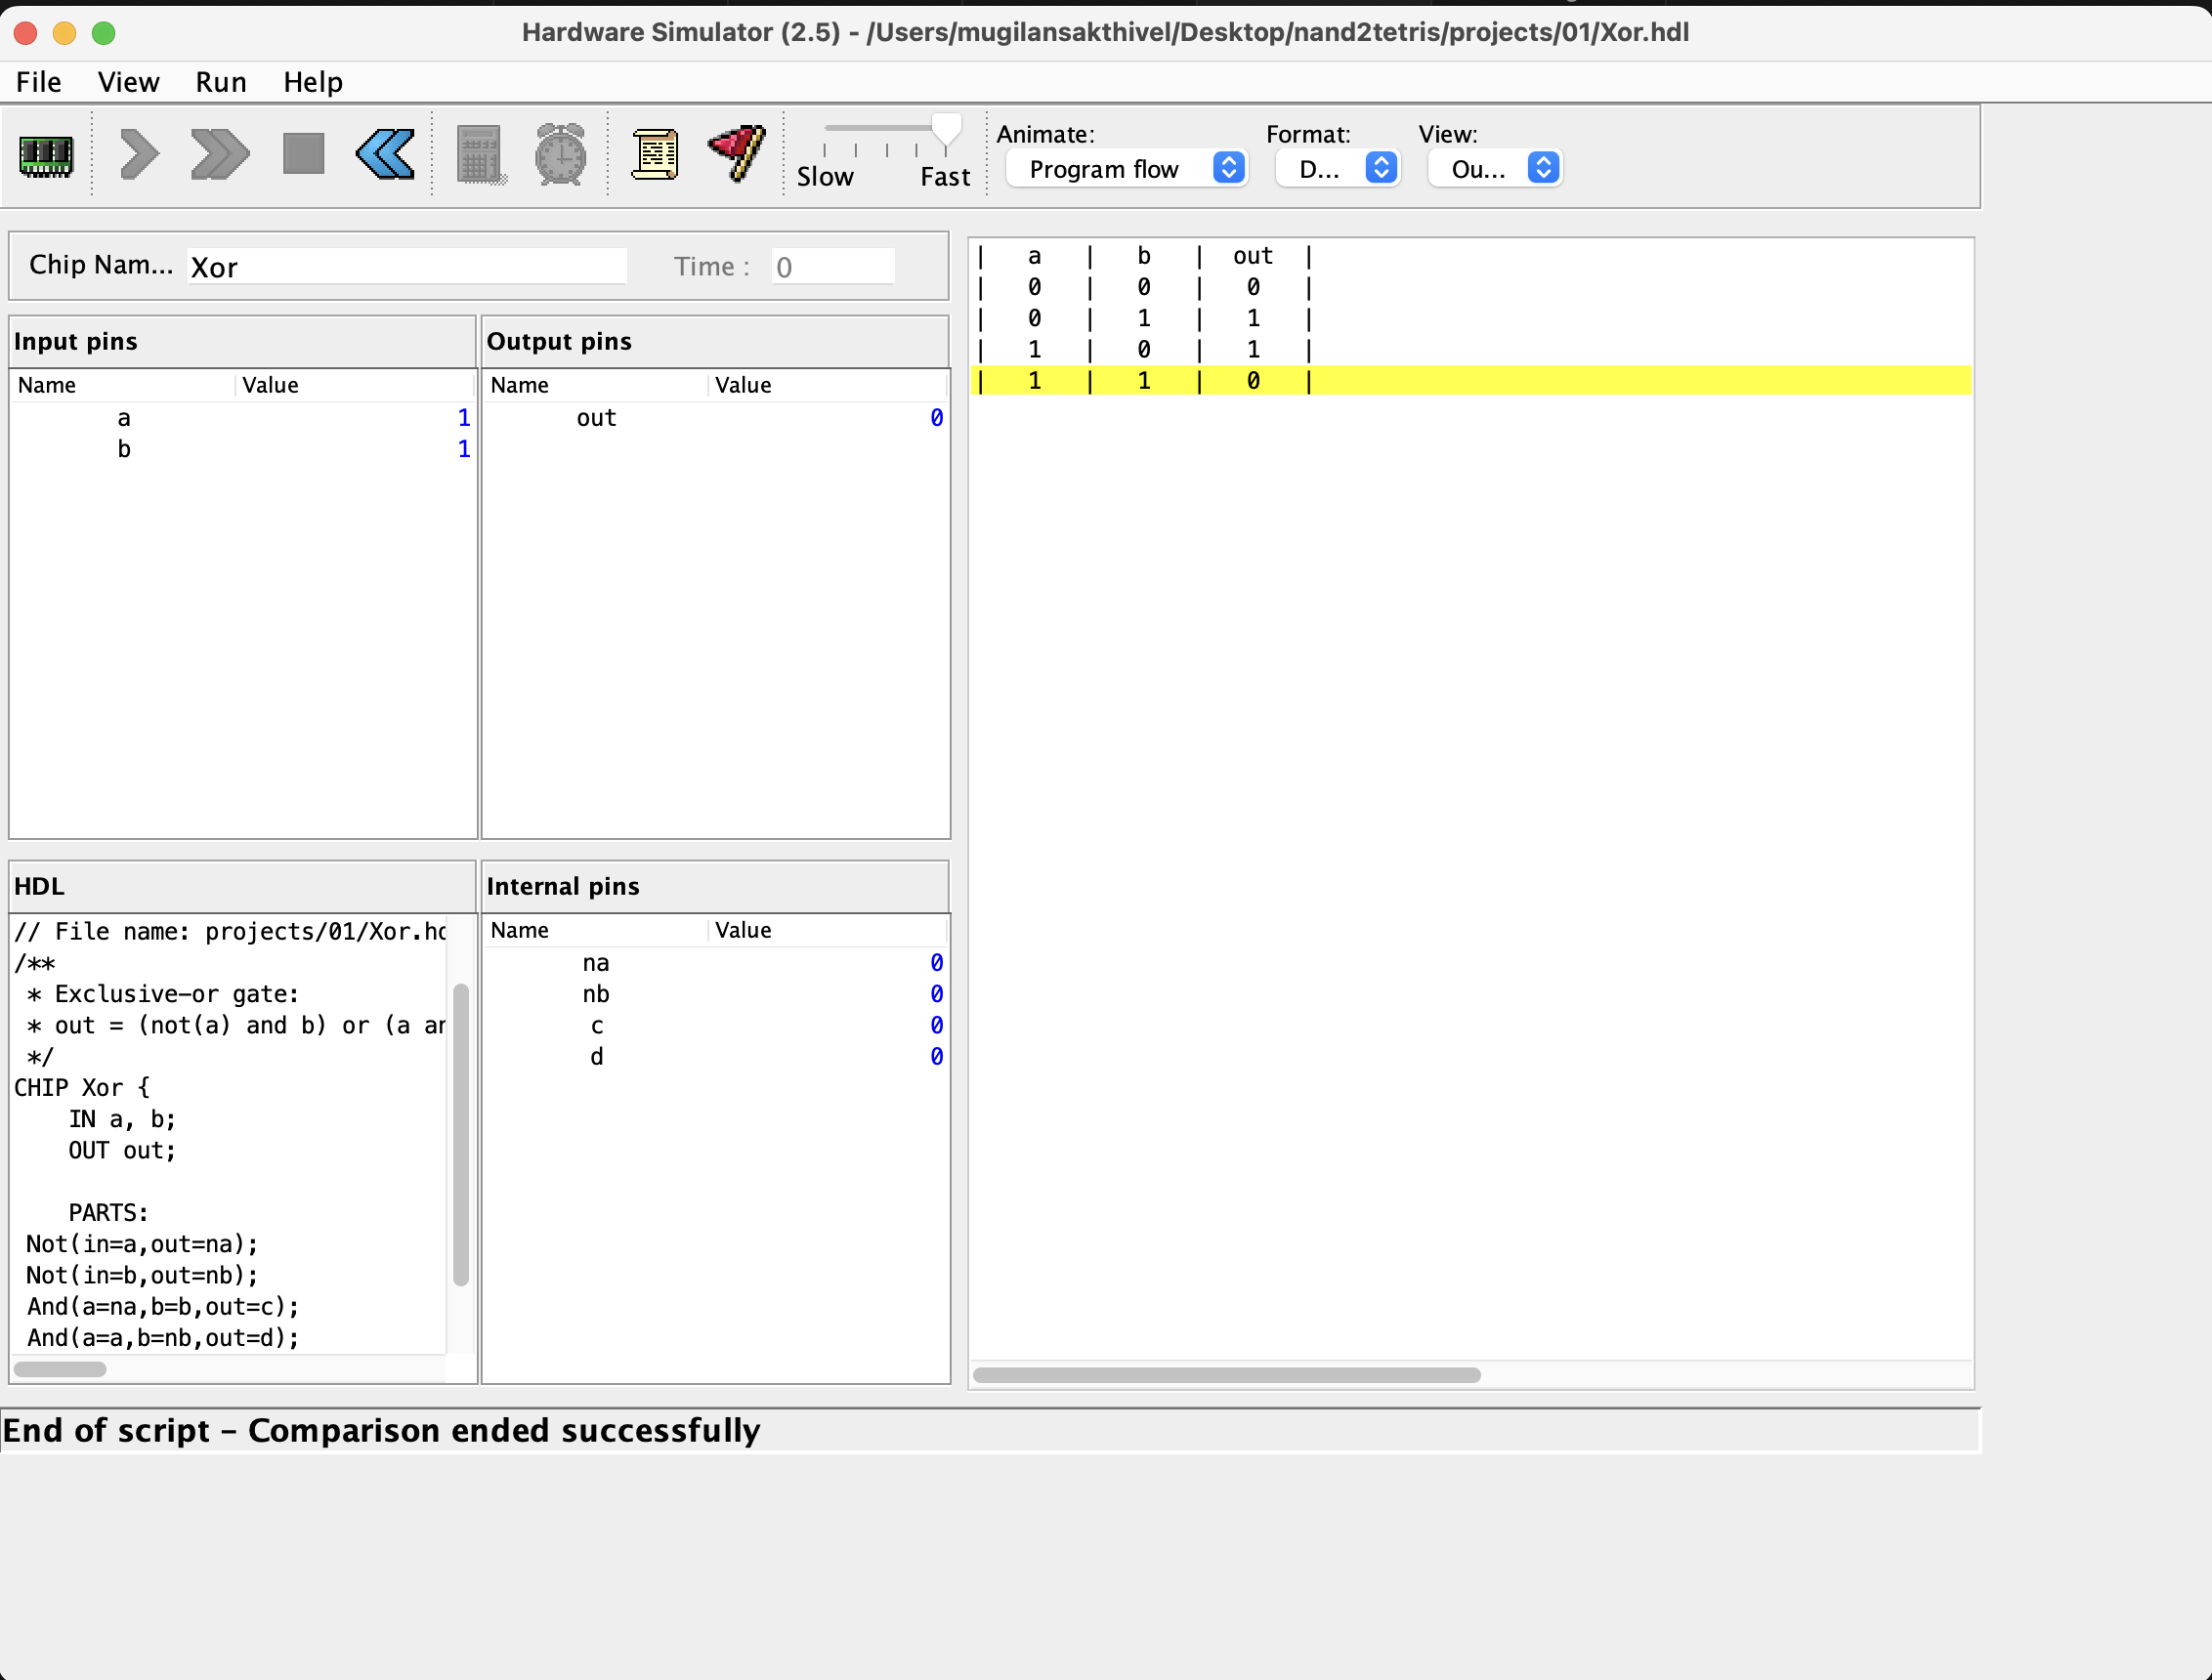 Hardware Simulator (2.5) - /Users/mugilansakthivel/Desktop/nand2tetris/projects/01/Xor.hdl
File View Run Help
Slow Fast
Animate: Format: View:
Program flow D... Ou...
Chip Nam... Xor Time : 0
Input pins
Name Value
a 1
b 1
Output pins
Name Value
out 0
HDL
// File name: projects/01/Xor.hd
/**
* Exclusive-or gate:
* out = (not(a) and b) or (a an
*/
CHIP Xor {
IN a, b;
OUT out;
PARTS:
Not(in=a,out=na);
Not(in=b,out=nb);
And(a=na,b=b,out=c);
And(a=a,b=nb,out=d);
Internal pins
Name Value
na 0
nb 0
c 0
d 0
| a | b | out |
| 0 | 0 | 0 |
| 0 | 1 | 1 |
| 1 | 0 | 1 |
| 1 | 1 | 0 |
End of script - Comparison ended successfully